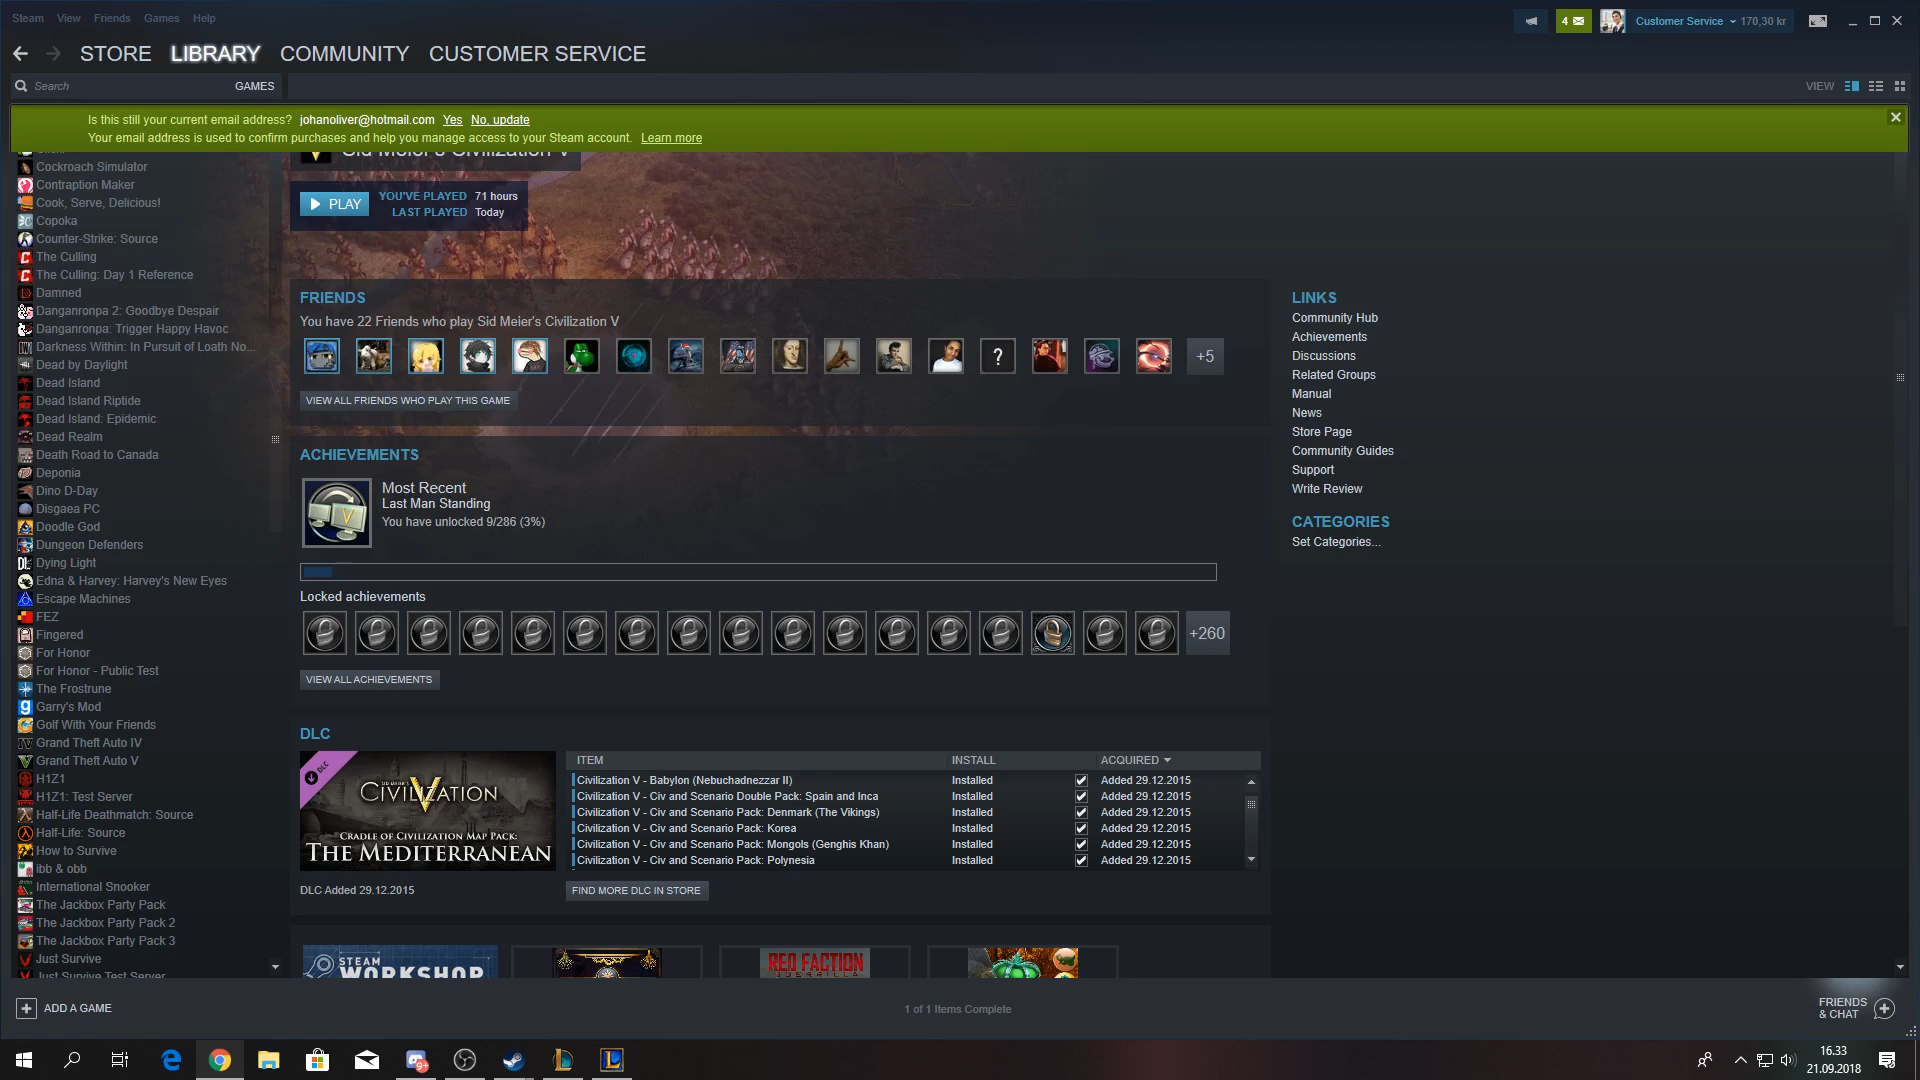 Steam View Friends Games Help
4 Customer Service 170,30 kr
STORE LIBRARY COMMUNITY CUSTOMER SERVICE
Search GAMES
VIEW
Is this still your current email address? johanoliver@hotmail.com Yes No, update
Your email address is used to confirm purchases and help you manage access to your Steam account. Learn more
Cockroach Simulator
Contraption Maker
Cook, Serve, Delicious!
Copoka
Counter-Strike: Source
The Culling
The Culling: Day 1 Reference
Damned
Danganronpa 2: Goodbye Despair
Danganronpa: Trigger Happy Havoc
Darkness Within: In Pursuit of Loath No...
Dead by Daylight
Dead Island
Dead Island Riptide
Dead Island: Epidemic
Dead Realm
Death Road to Canada
Deponia
Dino D-Day
Disgaea PC
Doodle God
Dungeon Defenders
Dying Light
Edna & Harvey: Harvey's New Eyes
Escape Machines
FEZ
Fingered
For Honor
For Honor - Public Test
The Frostrune
Garry's Mod
Golf With Your Friends
Grand Theft Auto IV
Grand Theft Auto V
H1Z1
H1Z1: Test Server
Half-Life Deathmatch: Source
Half-Life: Source
How to Survive
ibb & obb
International Snooker
The Jackbox Party Pack
The Jackbox Party Pack 2
The Jackbox Party Pack 3
Just Survive
Just Survive Test Server
Sid Meier's Civilization V
PLAY
YOU'VE PLAYED 71 hours
LAST PLAYED Today
FRIENDS
You have 22 Friends who play Sid Meier's Civilization V
?
+5
VIEW ALL FRIENDS WHO PLAY THIS GAME
ACHIEVEMENTS
V
Most Recent
Last Man Standing
You have unlocked 9/286 (3%)
Locked achievements
+260
VIEW ALL ACHIEVEMENTS
DLC
DLC
SID MEIER'S
CIVILIZATION
V
CRADLE OF CIVILIZATION MAP PACK:
THE MEDITERRANEAN
DLC Added 29.12.2015
ITEM INSTALL ACQUIRED
Civilization V - Babylon (Nebuchadnezzar II) Installed Added 29.12.2015
Civilization V - Civ and Scenario Double Pack: Spain and Inca Installed Added 29.12.2015
Civilization V - Civ and Scenario Pack: Denmark (The Vikings) Installed Added 29.12.2015
Civilization V - Civ and Scenario Pack: Korea Installed Added 29.12.2015
Civilization V - Civ and Scenario Pack: Mongols (Genghis Khan) Installed Added 29.12.2015
Civilization V - Civ and Scenario Pack: Polynesia Installed Added 29.12.2015
FIND MORE DLC IN STORE
STEAM
WORKSHOP
RED FACTION
GUERRILLA
LINKS
Community Hub
Achievements
Discussions
Related Groups
Manual
News
Store Page
Community Guides
Support
Write Review
CATEGORIES
Set Categories...
ADD A GAME
1 of 1 Items Complete
FRIENDS
& CHAT
9+
16.33
21.09.2018